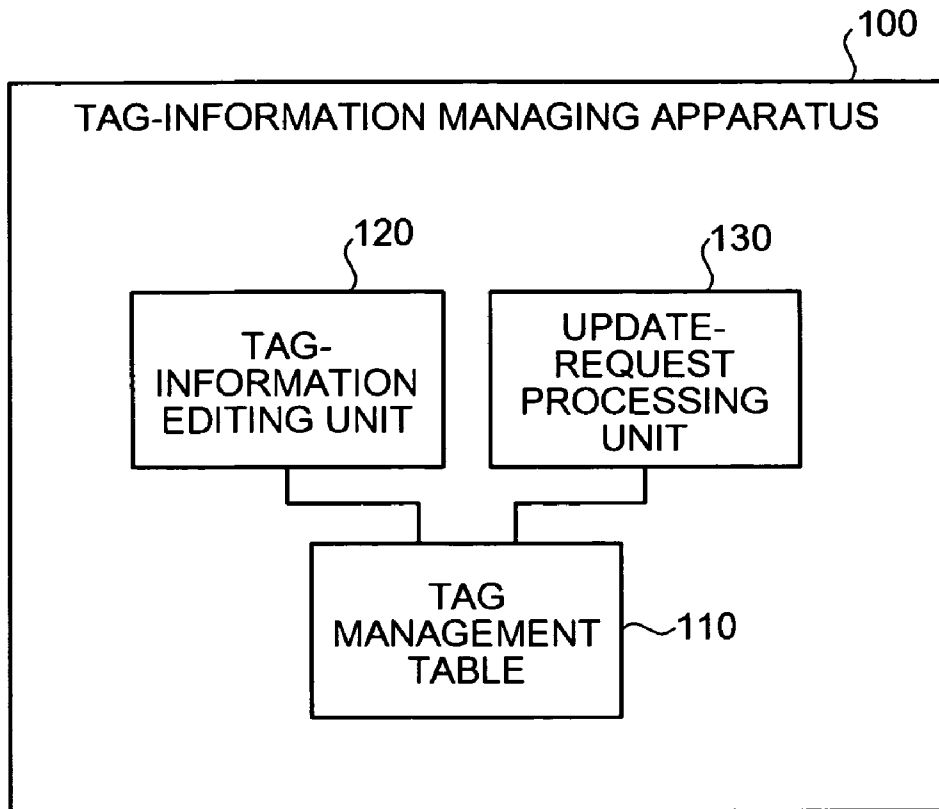 100
TAG-INFORMATION MANAGING APPARATUS
120
130
TAG-
INFORMATION
EDITING UNIT
UPDATE-
REQUEST
PROCESSING
UNIT
TAG
MANAGEMENT
TABLE
110